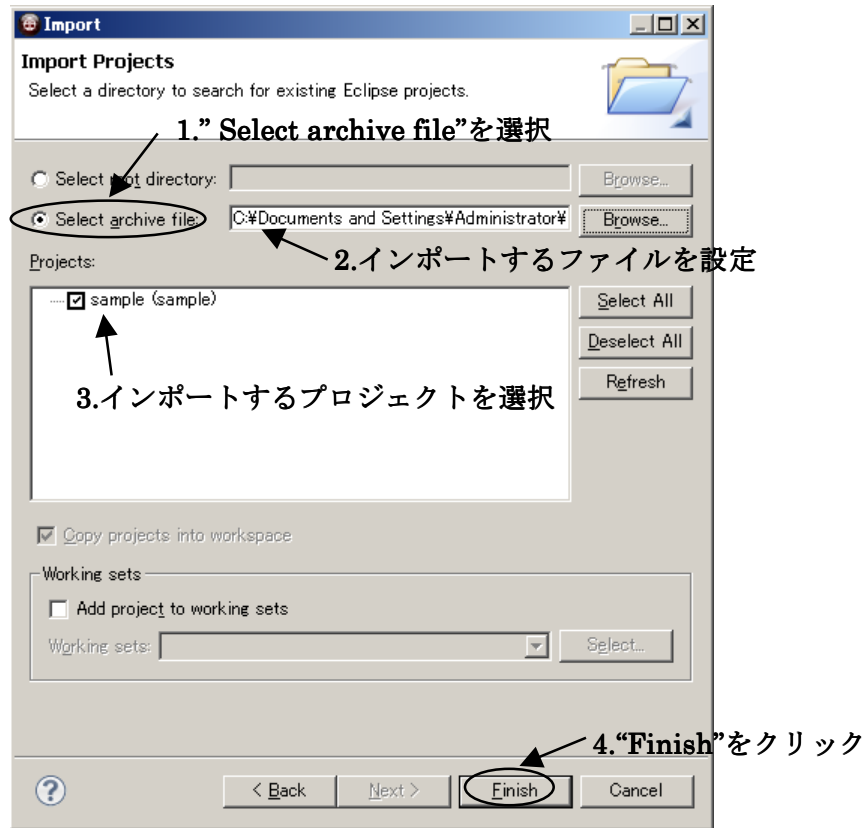 Import
Import Projects
Select a directory to search for existing Eclipse projects.
1.” Select archive file”を選択
Select root directory:
Browse...
Select archive file:
C:¥Documents and Settings¥Administrator¥
Browse...
2.インポートするファイルを設定
Projects:
sample (sample)
Select All
Deselect All
Refresh
3.インポートするプロジェクトを選択
Copy projects into workspace
Working sets
Add project to working sets
Working sets:
Select...
4.“Finish”をクリック
< Back
Next >
Finish
Cancel